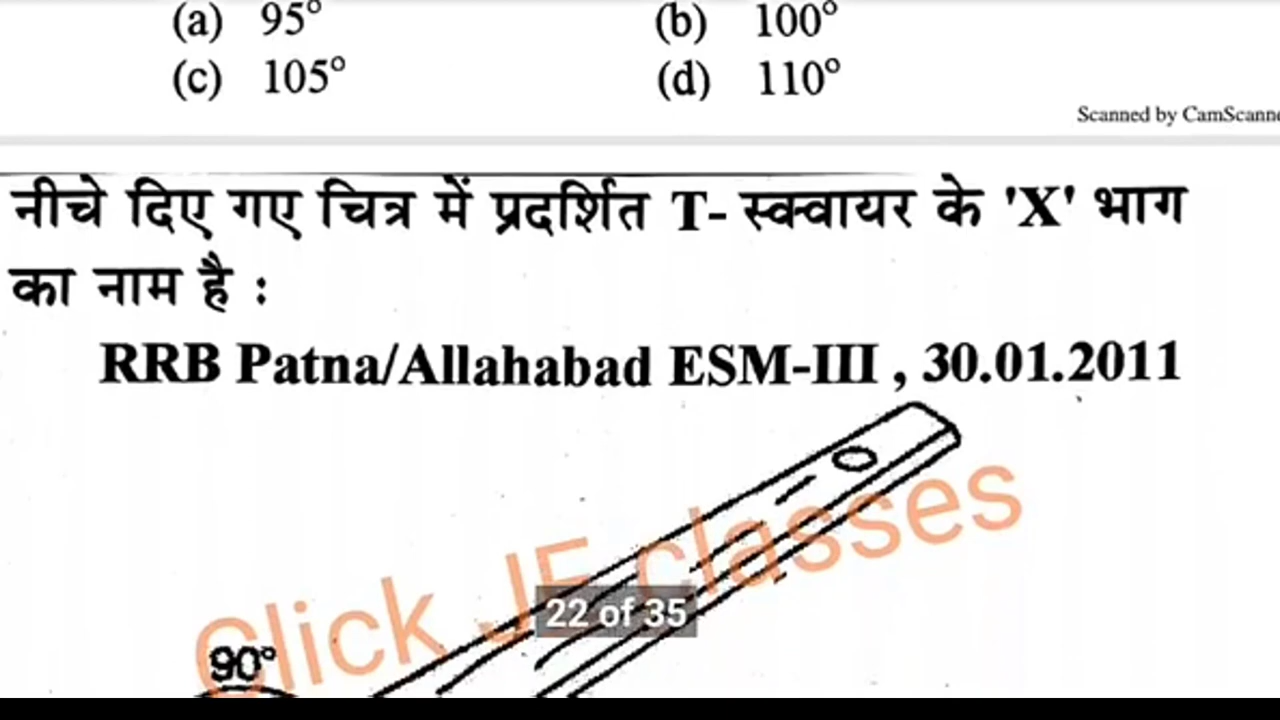 (a) 95° (b) 100°
(c) 105° (d) 110°
Scanned by CamScanne
नीचे दिए गए चित्र में प्रदर्शित T- स्क्वायर के 'X' भाग
का नाम है :
RRB Patna/Allahabad ESM-III , 30.01.2011
Click JE classes
22 of 35
90°